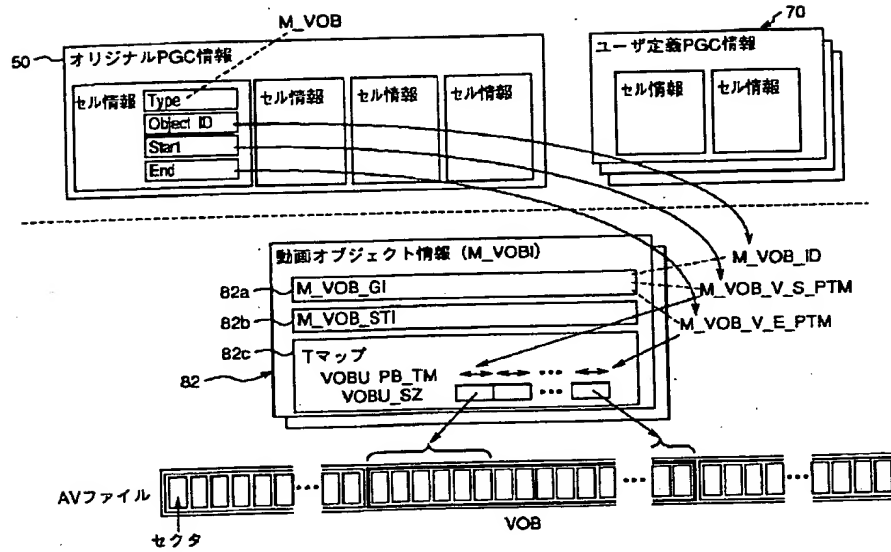 M_VOB
70
50
オリジナルPGC情報
ユーザ定義PGC情報
セル情報
Type
Object ID
Start
End
セル情報
セル情報
セル情報
セル情報
セル情報
動画オブジェクト情報 (M_VOBI)
M_VOB_ID
82a
M_VOB_GI
M_VOB_V_S_PTM
82b
M_VOB_STI
M_VOB_V_E_PTM
82c
Tマップ
82
VOBU PB_TM
...
VOBU_SZ
...
AVファイル
...
...
...
VOB
セクタ